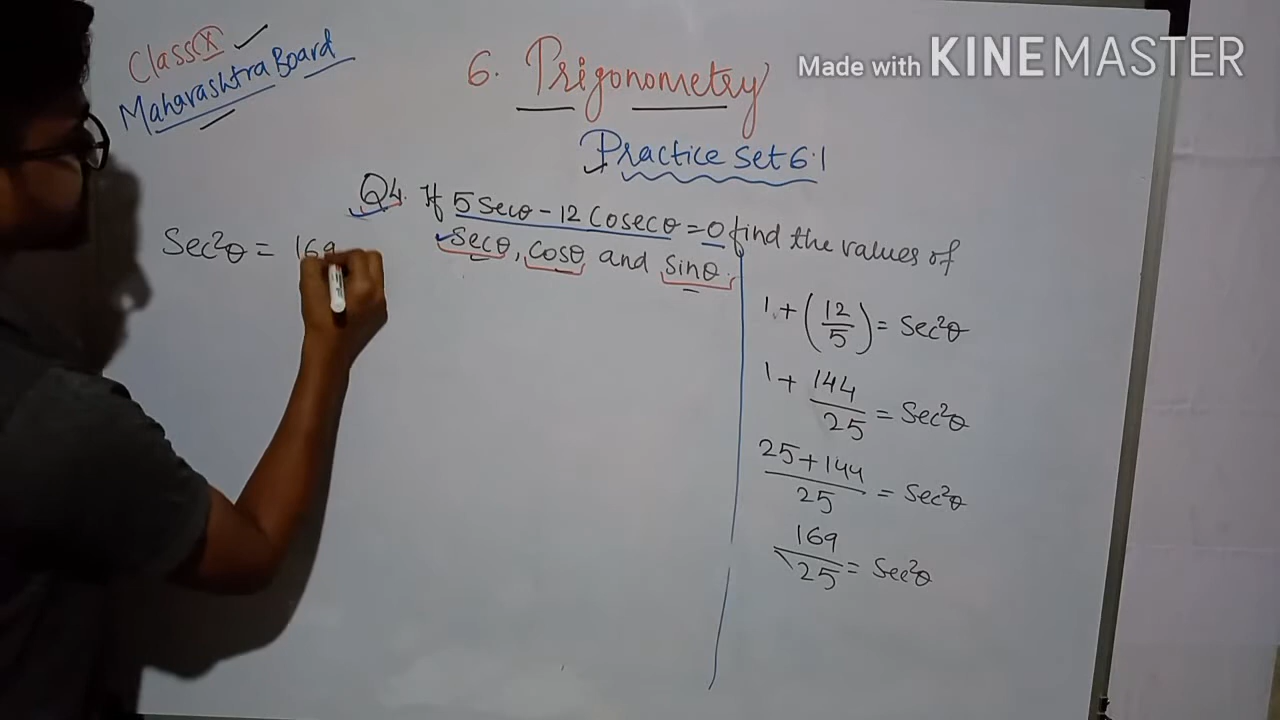 Class X
Maharashtra Board
6. Trigonometry
Made with KINEMASTER
Practice set 6.1
Q4. If 5 Secθ - 12 Cosecθ = 0 find the values of
Secθ, Cosθ and Sinθ.
Sec²θ = 169
1 + (12/5) = Sec²θ
1 + 144/25 = Sec²θ
25+144/25 = Sec²θ
169/25 = Sec²θ